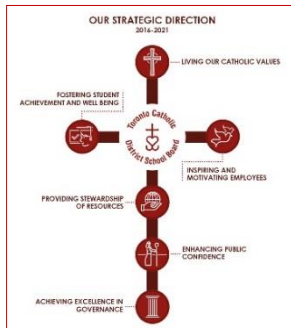 OUR STRATEGIC DIRECTION
2016-2021
LIVING OUR CATHOLIC VALUES
FOSTERING STUDENT
ACHIEVEMENT AND WELL BEING
Toronto Catholic
District School Board
INSPIRING AND
MOTIVATING EMPLOYEES
PROVIDING STEWARDSHIP
OF RESOURCES
ENHANCING PUBLIC
CONFIDENCE
ACHIEVING EXCELLENCE IN
GOVERNANCE